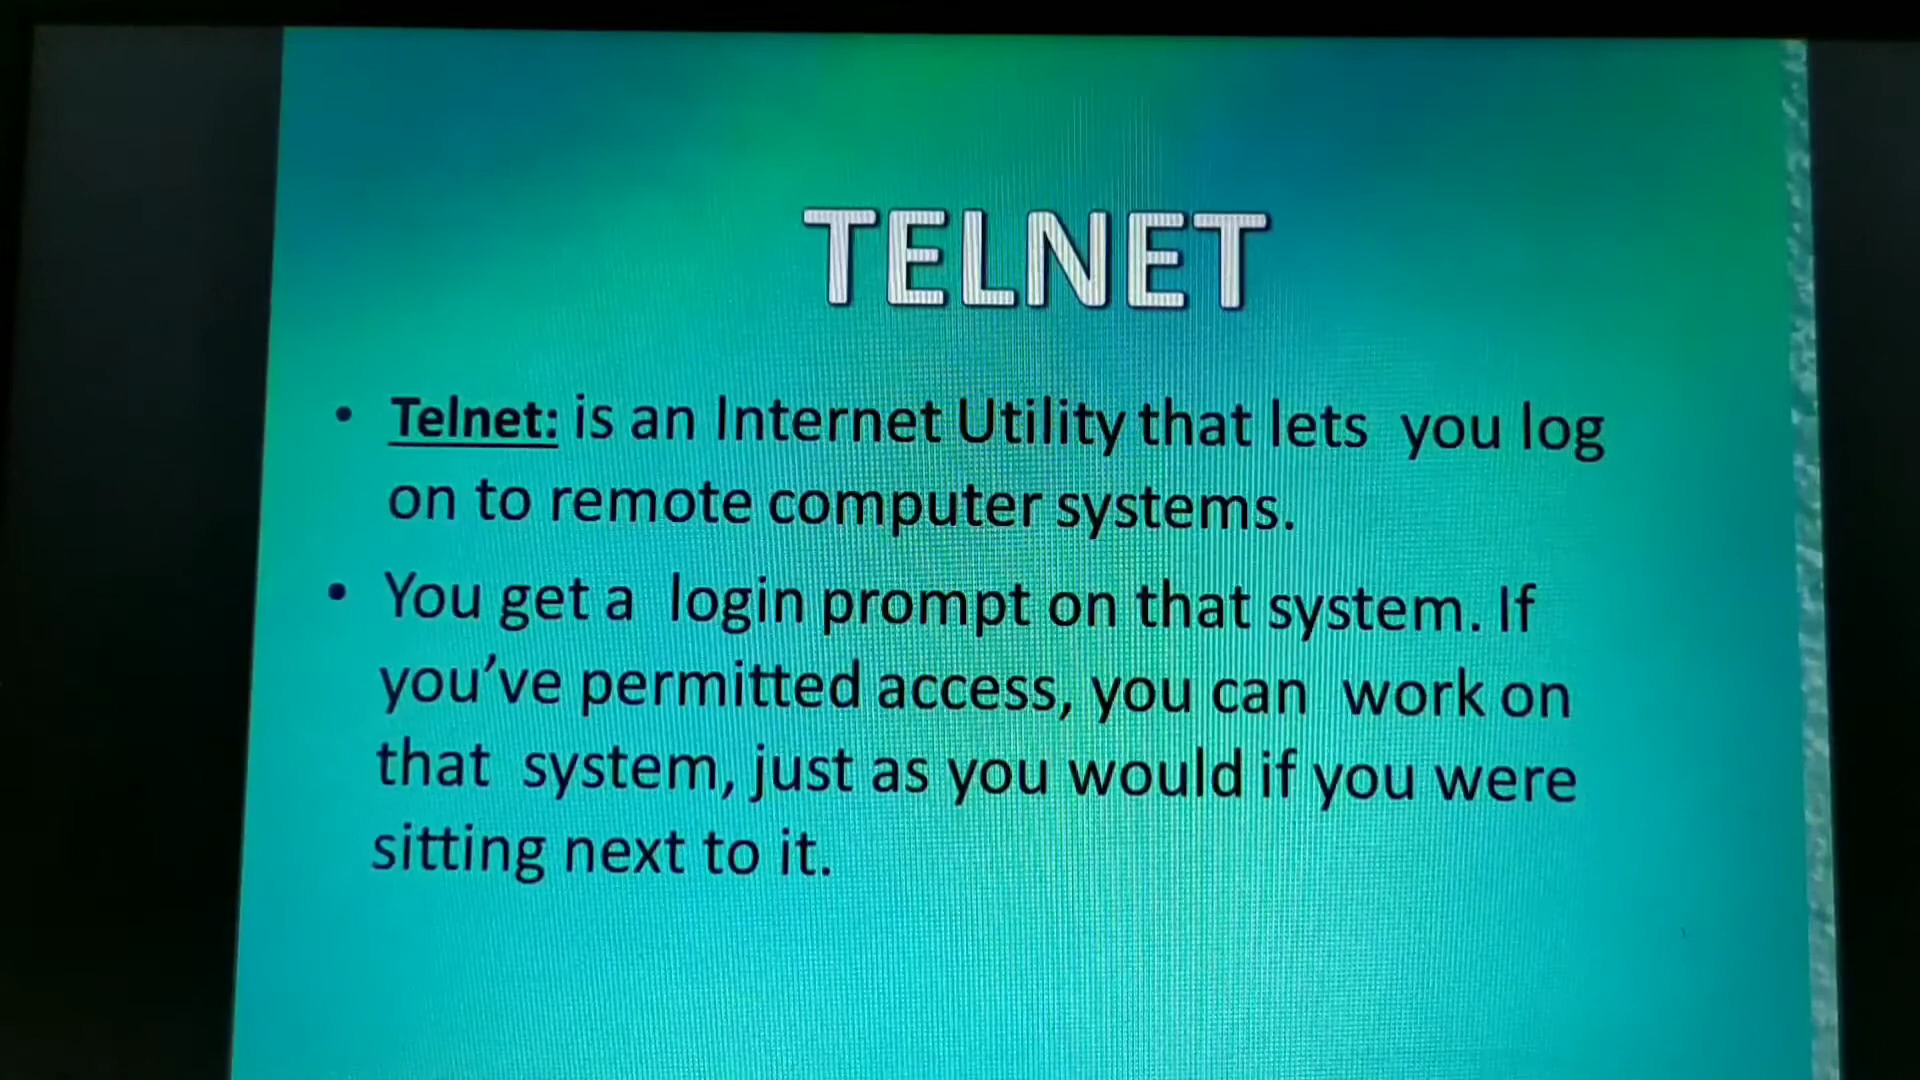 TELNET
• Telnet: is an Internet Utility that lets you log
on to remote computer systems.
• You get a login prompt on that system. If
you've permitted access, you can work on
that system, just as you would if you were
sitting next to it.